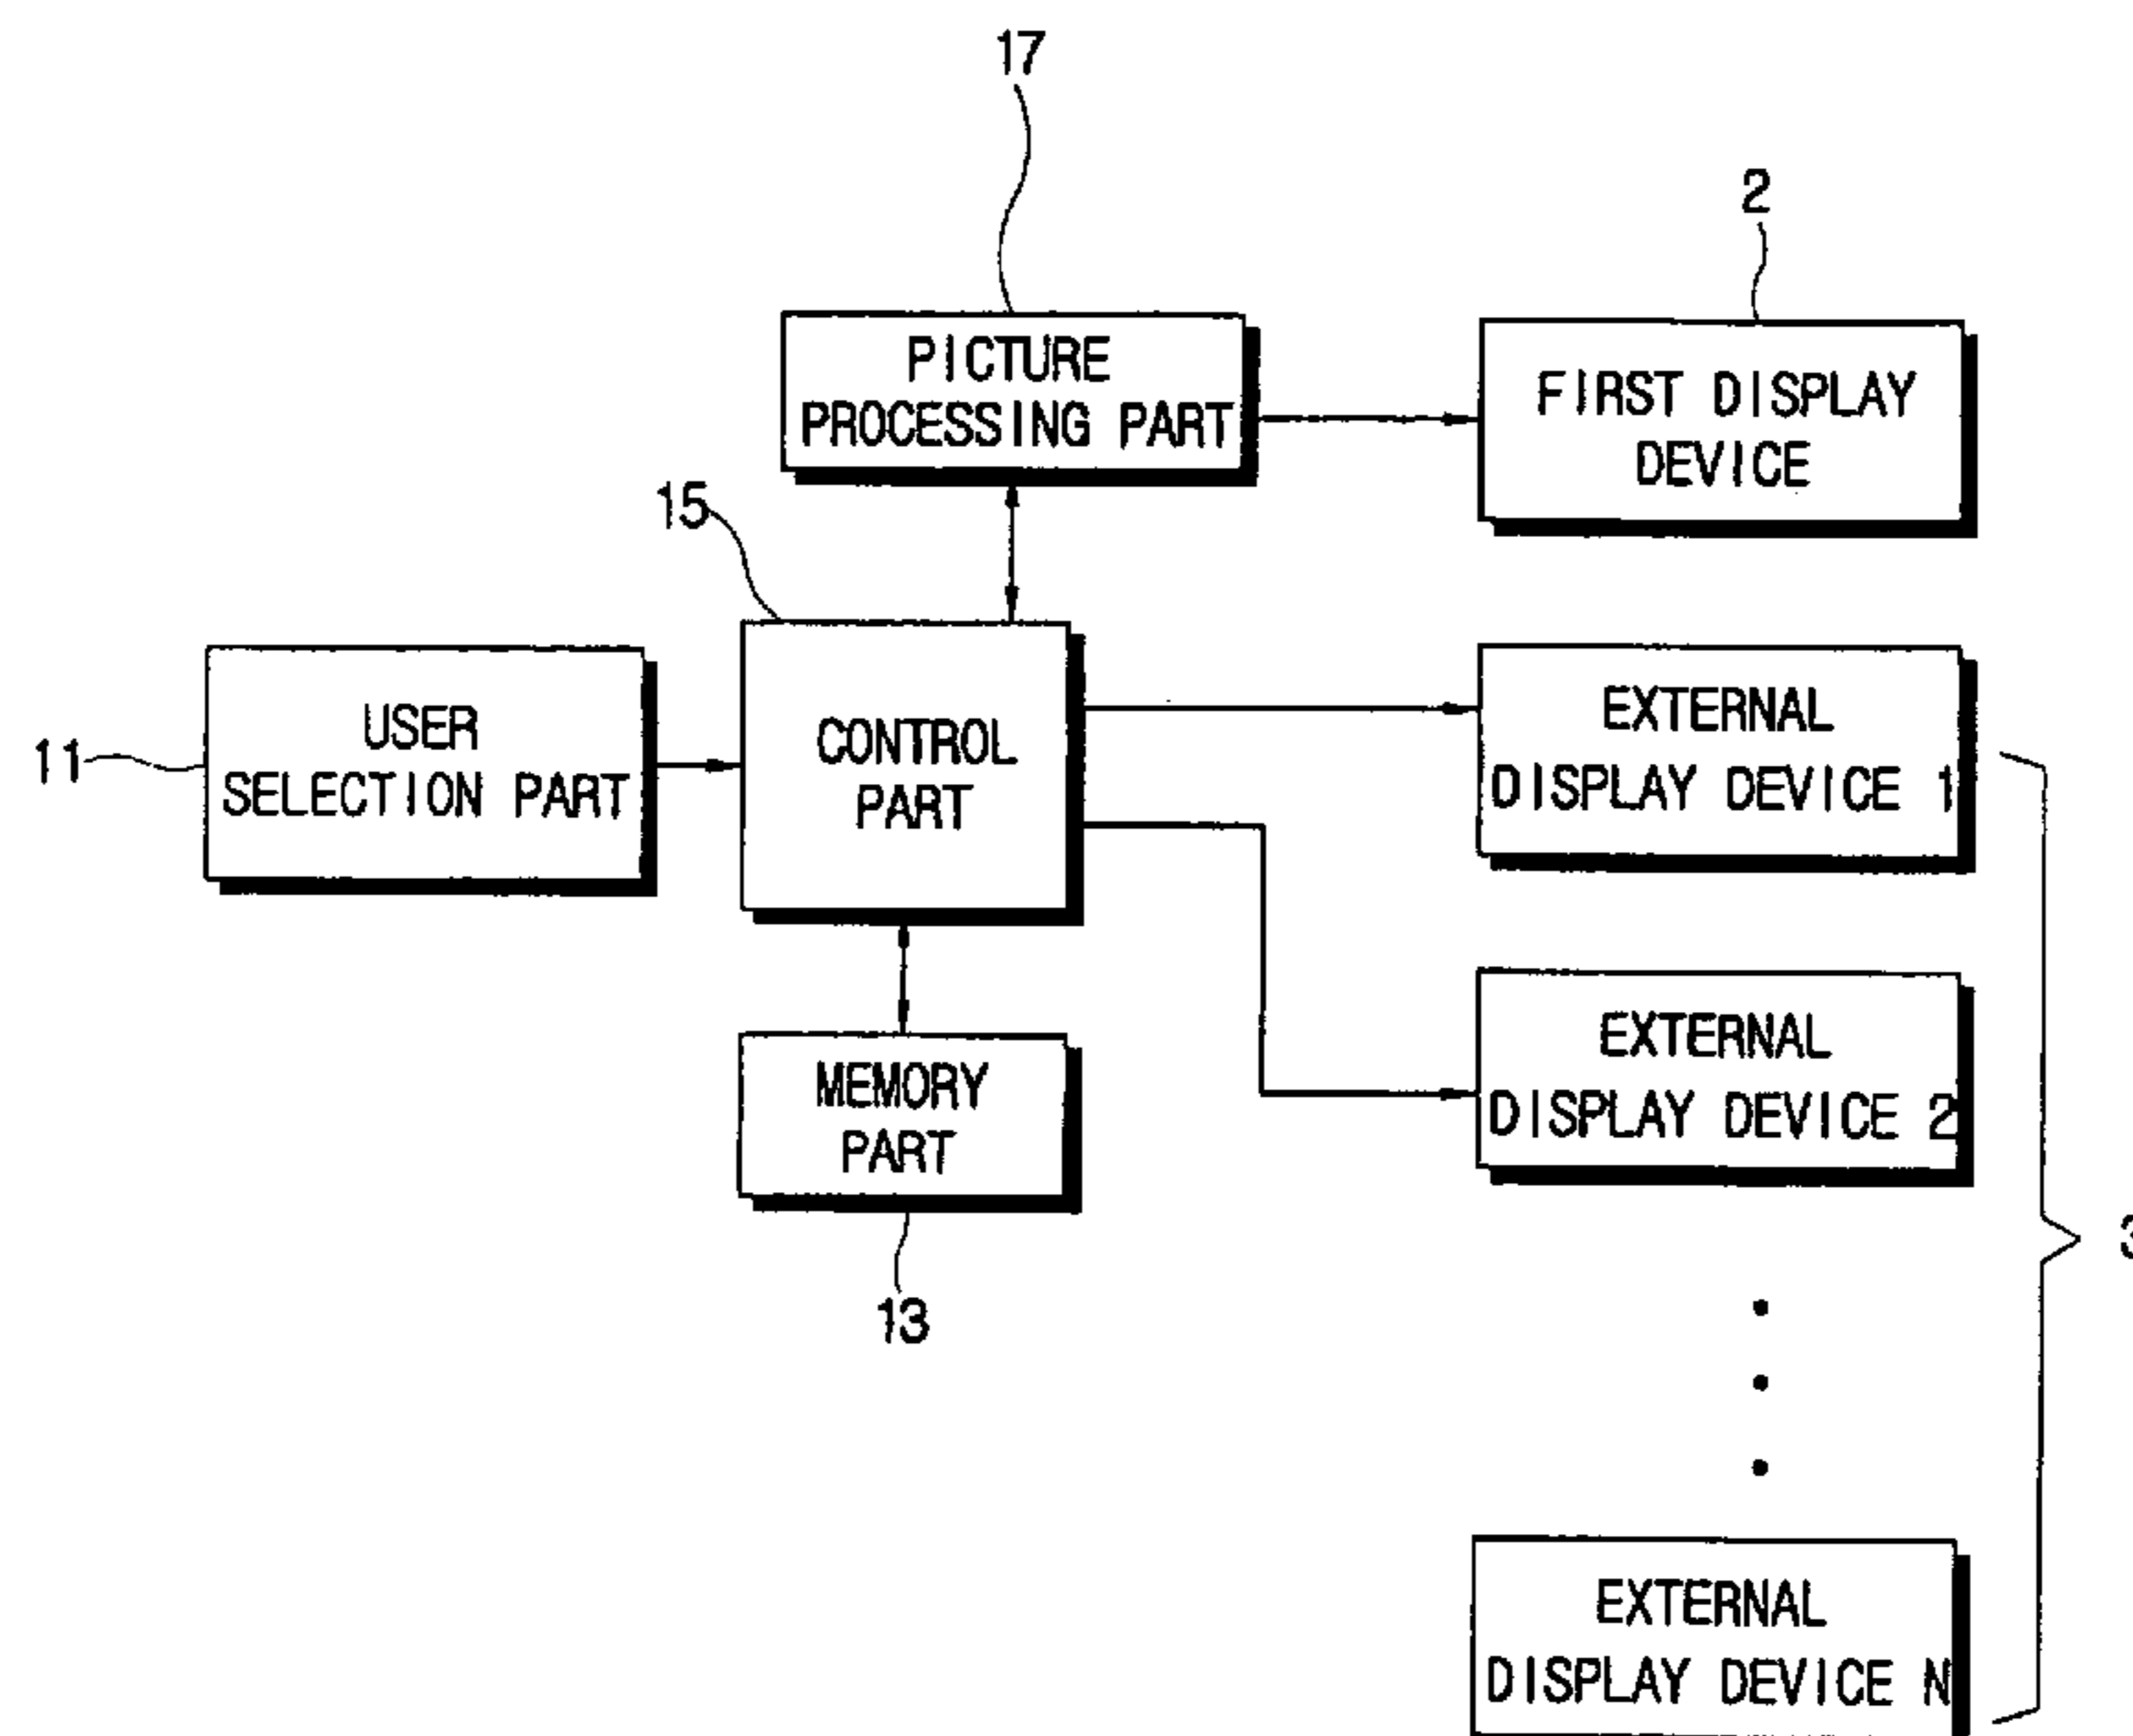 17
2
PICTURE
PROCESSING PART
FIRST DISPLAY
DEVICE
15
11
USER
SELECTION PART
CONTROL
PART
EXTERNAL
DISPLAY DEVICE 1
EXTERNAL
DISPLAY DEVICE 2
MEMORY
PART
13
3
EXTERNAL
DISPLAY DEVICE N